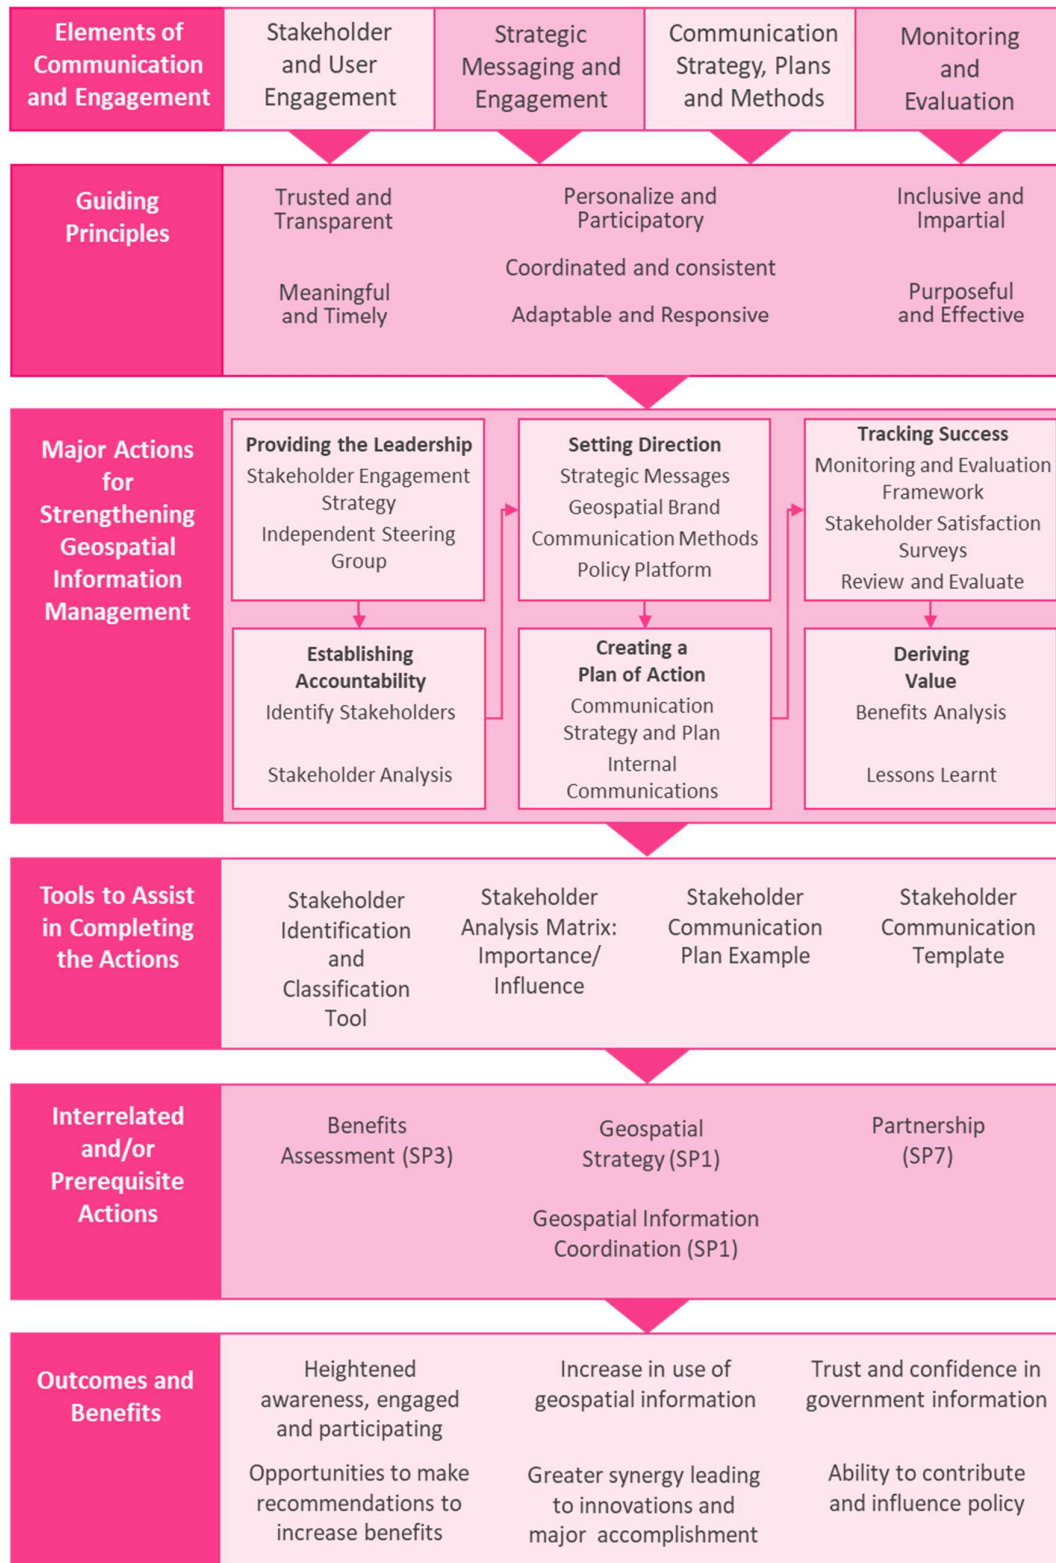 Elements of
Communication
and Engagement
Stakeholder
and User
Engagement
Strategic
Messaging and
Engagement
Communication
Strategy, Plans
and Methods
Monitoring
and
Evaluation
Guiding
Principles
Trusted and
Transparent
Personalize and
Participatory
Inclusive and
Impartial
Coordinated and consistent
Meaningful
and Timely
Adaptable and Responsive
Purposeful
and Effective
Major Actions
for
Strengthening
Geospatial
Information
Management
Providing the Leadership
Stakeholder Engagement
Strategy
Independent Steering
Group
Establishing
Accountability
Identify Stakeholders
Stakeholder Analysis
Setting Direction
Strategic Messages
Geospatial Brand
Communication Methods
Policy Platform
Creating a
Plan of Action
Communication
Strategy and Plan
Internal
Communications
Tracking Success
Monitoring and Evaluation
Framework
Stakeholder Satisfaction
Surveys
Review and Evaluate
Deriving
Value
Benefits Analysis
Lessons Learnt
Tools to Assist
in Completing
the Actions
Stakeholder
Identification
and
Classification
Tool
Stakeholder
Analysis Matrix:
Importance/
Influence
Stakeholder
Communication
Plan Example
Stakeholder
Communication
Template
Interrelated
and/or
Prerequisite
Actions
Benefits
Assessment (SP3)
Geospatial
Strategy (SP1)
Partnership
(SP7)
Geospatial Information
Coordination (SP1)
Outcomes and
Benefits
Heightened
awareness, engaged
and participating
Increase in use of
geospatial information
Trust and confidence in
government information
Opportunities to make
recommendations to
increase benefits
Greater synergy leading
to innovations and
major accomplishment
Ability to contribute
and influence policy